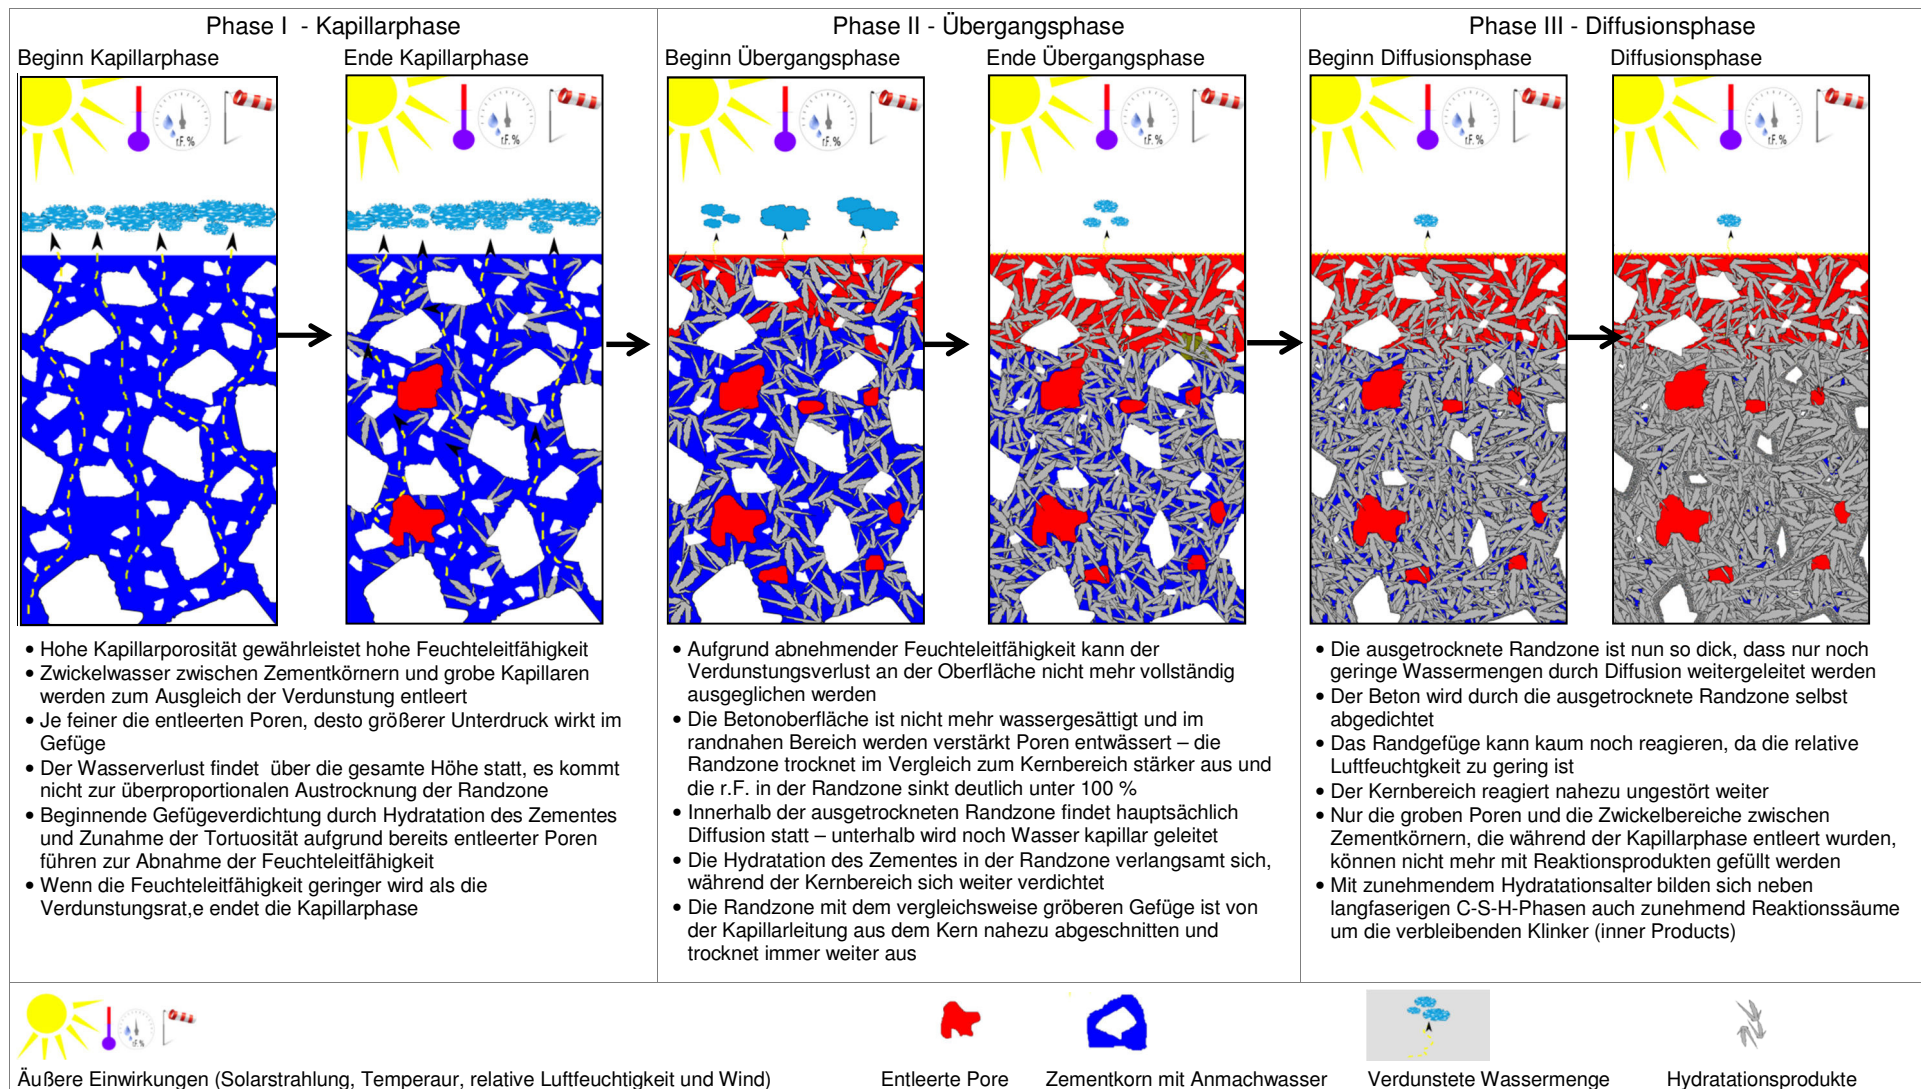 Phase I - Kapillarphase
Beginn Kapillarphase
Ende Kapillarphase
r.F. %
r.F. %
• Hohe Kapillarporosität gewährleistet hohe Feuchteleitfähigkeit
• Zwickelwasser zwischen Zementkörnern und grobe Kapillaren
werden zum Ausgleich der Verdunstung entleert
• Je feiner die entleerten Poren, desto größerer Unterdruck wirkt im
Gefüge
• Der Wasserverlust findet über die gesamte Höhe statt, es kommt
nicht zur überproportionalen Austrocknung der Randzone
• Beginnende Gefügeverdichtung durch Hydratation des Zementes
und Zunahme der Tortuosität aufgrund bereits entleerter Poren
führen zur Abnahme der Feuchteleitfähigkeit
• Wenn die Feuchteleitfähigkeit geringer wird als die
Verdunstungsrat,e endet die Kapillarphase
Phase II - Übergangsphase
Beginn Übergangsphase
Ende Übergangsphase
r.F. %
r.F. %
• Aufgrund abnehmender Feuchteleitfähigkeit kann der
Verdunstungsverlust an der Oberfläche nicht mehr vollständig
ausgeglichen werden
• Die Betonoberfläche ist nicht mehr wassergesättigt und im
randnahen Bereich werden verstärkt Poren entwässert – die
Randzone trocknet im Vergleich zum Kernbereich stärker aus und
die r.F. in der Randzone sinkt deutlich unter 100 %
• Innerhalb der ausgetrockneten Randzone findet hauptsächlich
Diffusion statt – unterhalb wird noch Wasser kapillar geleitet
• Die Hydratation des Zementes in der Randzone verlangsamt sich,
während der Kernbereich sich weiter verdichtet
• Die Randzone mit dem vergleichsweise gröberen Gefüge ist von
der Kapillarleitung aus dem Kern nahezu abgeschnitten und
trocknet immer weiter aus
Phase III - Diffusionsphase
Beginn Diffusionsphase
Diffusionsphase
r.F. %
r.F. %
• Die ausgetrocknete Randzone ist nun so dick, dass nur noch
geringe Wassermengen durch Diffusion weitergeleitet werden
• Der Beton wird durch die ausgetrocknete Randzone selbst
abgedichtet
• Das Randgefüge kann kaum noch reagieren, da die relative
Luftfeuchtgkeit zu gering ist
• Der Kernbereich reagiert nahezu ungestört weiter
• Nur die groben Poren und die Zwickelbereiche zwischen
Zementkörnern, die während der Kapillarphase entleert wurden,
können nicht mehr mit Reaktionsprodukten gefüllt werden
• Mit zunehmendem Hydratationsalter bilden sich neben
langfaserigen C-S-H-Phasen auch zunehmend Reaktionssäume
um die verbleibenden Klinker (inner Products)
r.F. %
Äußere Einwirkungen (Solarstrahlung, Temperaur, relative Luftfeuchtigkeit und Wind)
Entleerte Pore
Zementkorn mit Anmachwasser
Verdunstete Wassermenge
Hydratationsprodukte